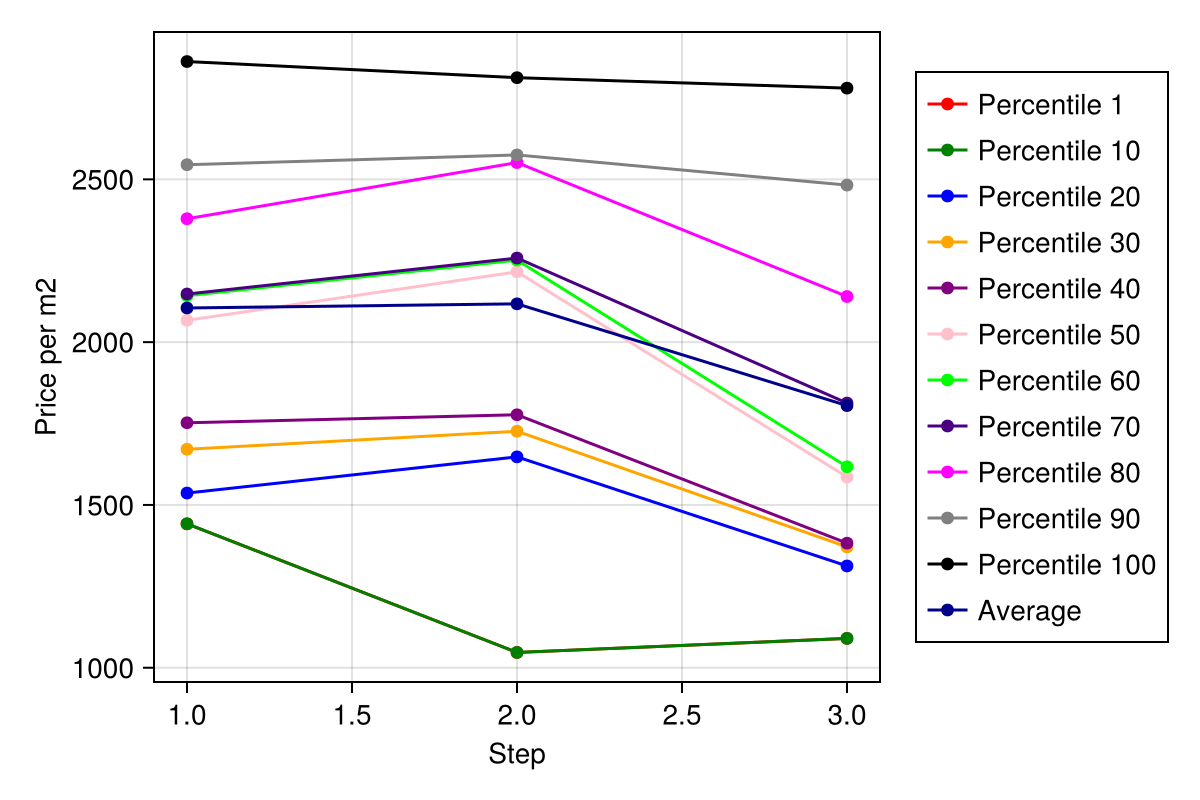 Price per m2
2500
2000
1500
1000
1.0 1.5 2.0 2.5 3.0
Step
Percentile 1
Percentile 10
Percentile 20
Percentile 30
Percentile 40
Percentile 50
Percentile 60
Percentile 70
Percentile 80
Percentile 90
Percentile 100
Average